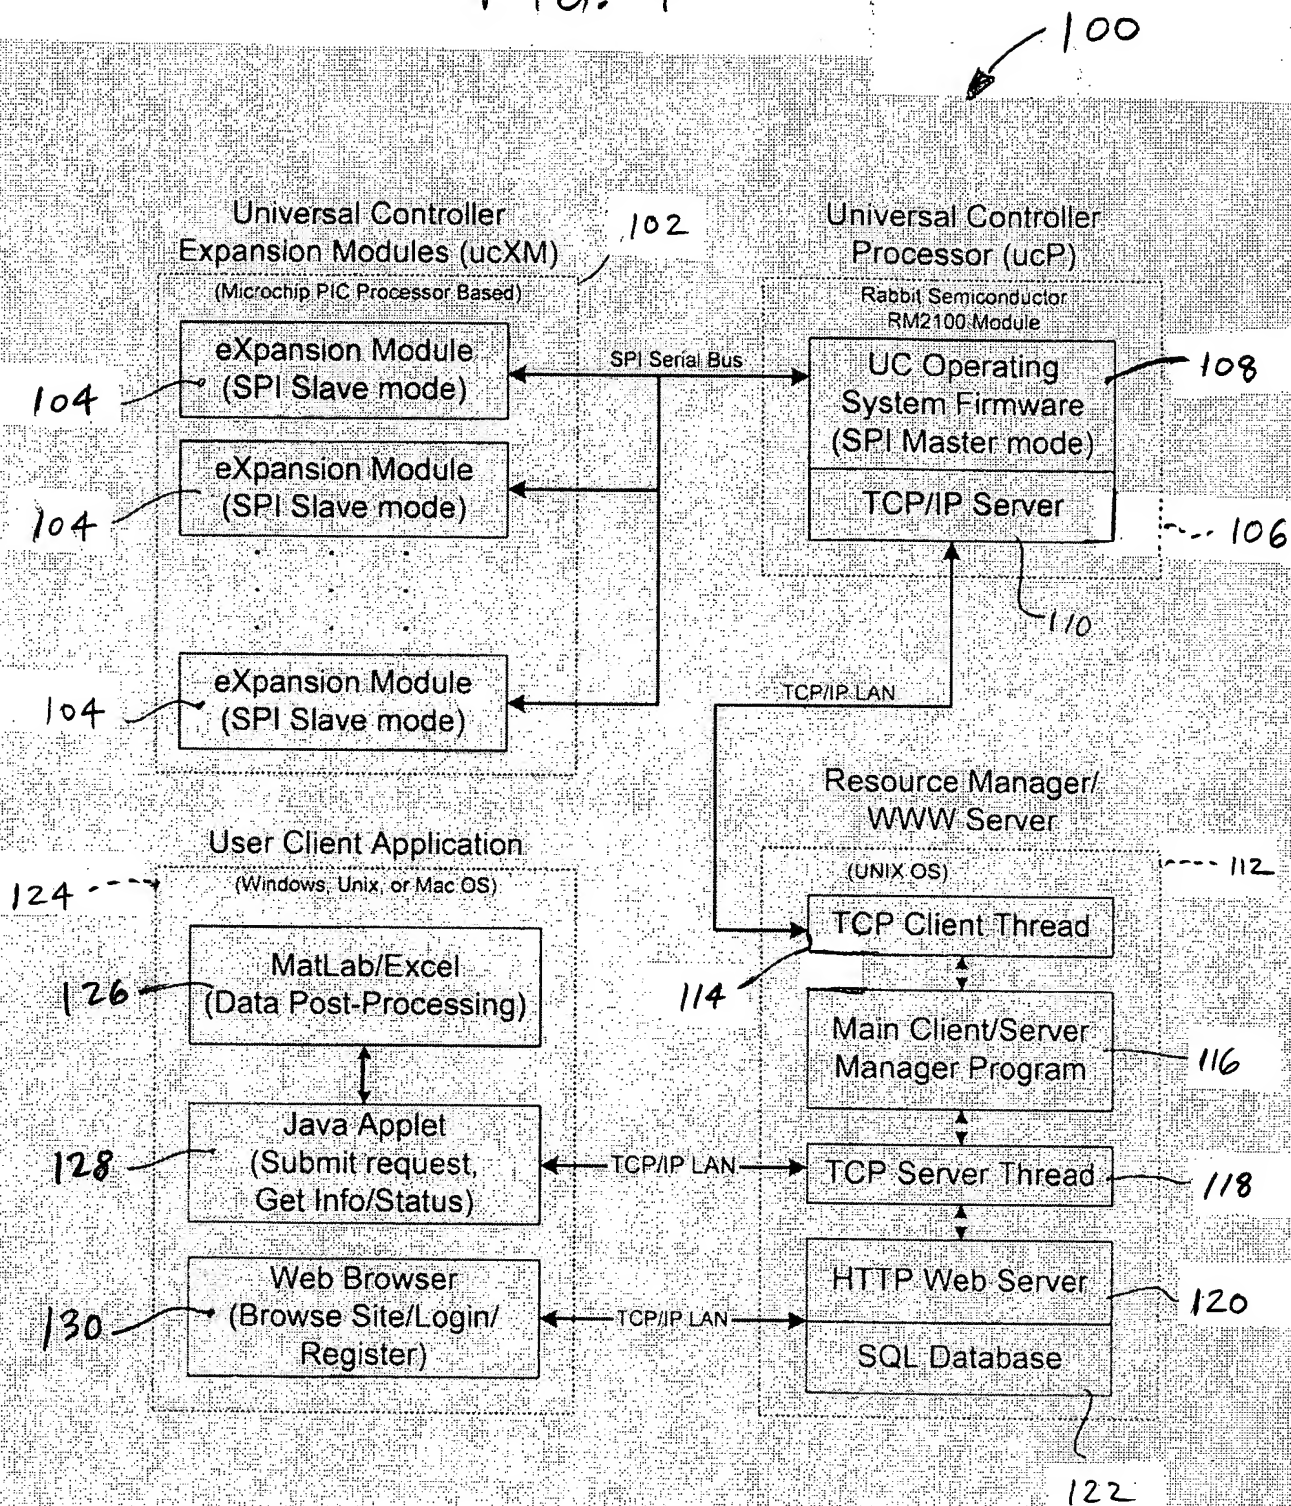 100
Universal Controller
Expansion Modules (ucXM)
102
(Microchip PIC Processor Based)
eXpansion Module
(SPI Slave mode)
104
eXpansion Module
(SPI Slave mode)
104
eXpansion Module
(SPI Slave mode)
104
SPI Serial Bus
Universal Controller
Processor (ucP)
Rabbit Semiconductor
RM2100 Module
UC Operating
System Firmware
(SPI Master mode)
108
TCP/IP Server
106
110
TCP/IP LAN
Resource Manager/
WWW Server
112
(UNIX OS)
TCP Client Thread
114
Main Client/Server
Manager Program
116
TCP Server Thread
118
HTTP Web Server
120
SQL Database
122
User Client Application
124
(Windows, Unix, or Mac OS)
MatLab/Excel
(Data Post-Processing)
126
Java Applet
(Submit request,
Get Info/Status)
128
TCP/IP LAN
Web Browser
(Browse Site/Login/
Register)
130
TCP/IP LAN